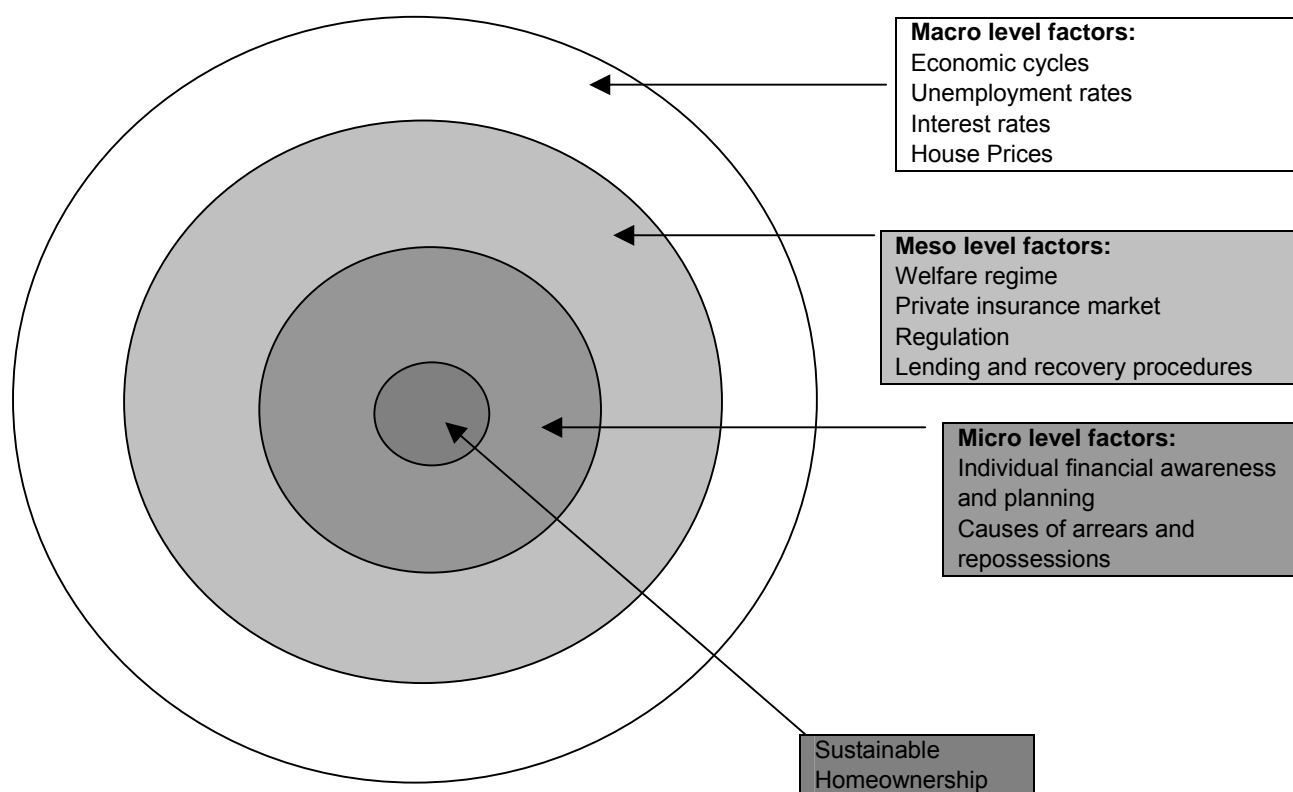 Macro level factors:
Economic cycles
Unemployment rates
Interest rates
House Prices
Meso level factors:
Welfare regime
Private insurance market
Regulation
Lending and recovery procedures
Micro level factors:
Individual financial awareness
and planning
Causes of arrears and
repossessions
Sustainable
Homeownership